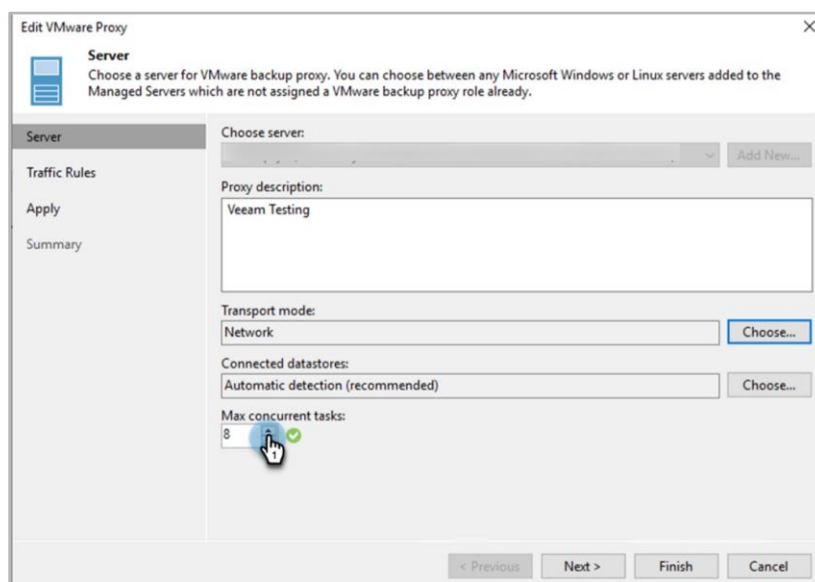 Edit VMware Proxy
Server
Choose a server for VMware backup proxy. You can choose between any Microsoft Windows or Linux servers added to the
Managed Servers which are not assigned a VMware backup proxy role already.
Server
Traffic Rules
Apply
Summary
Choose server:
Add New...
Proxy description:
Veeam Testing
Transport mode:
Network
Choose...
Connected datastores:
Automatic detection (recommended)
Choose...
Max concurrent tasks:
8
1
< Previous
Next >
Finish
Cancel